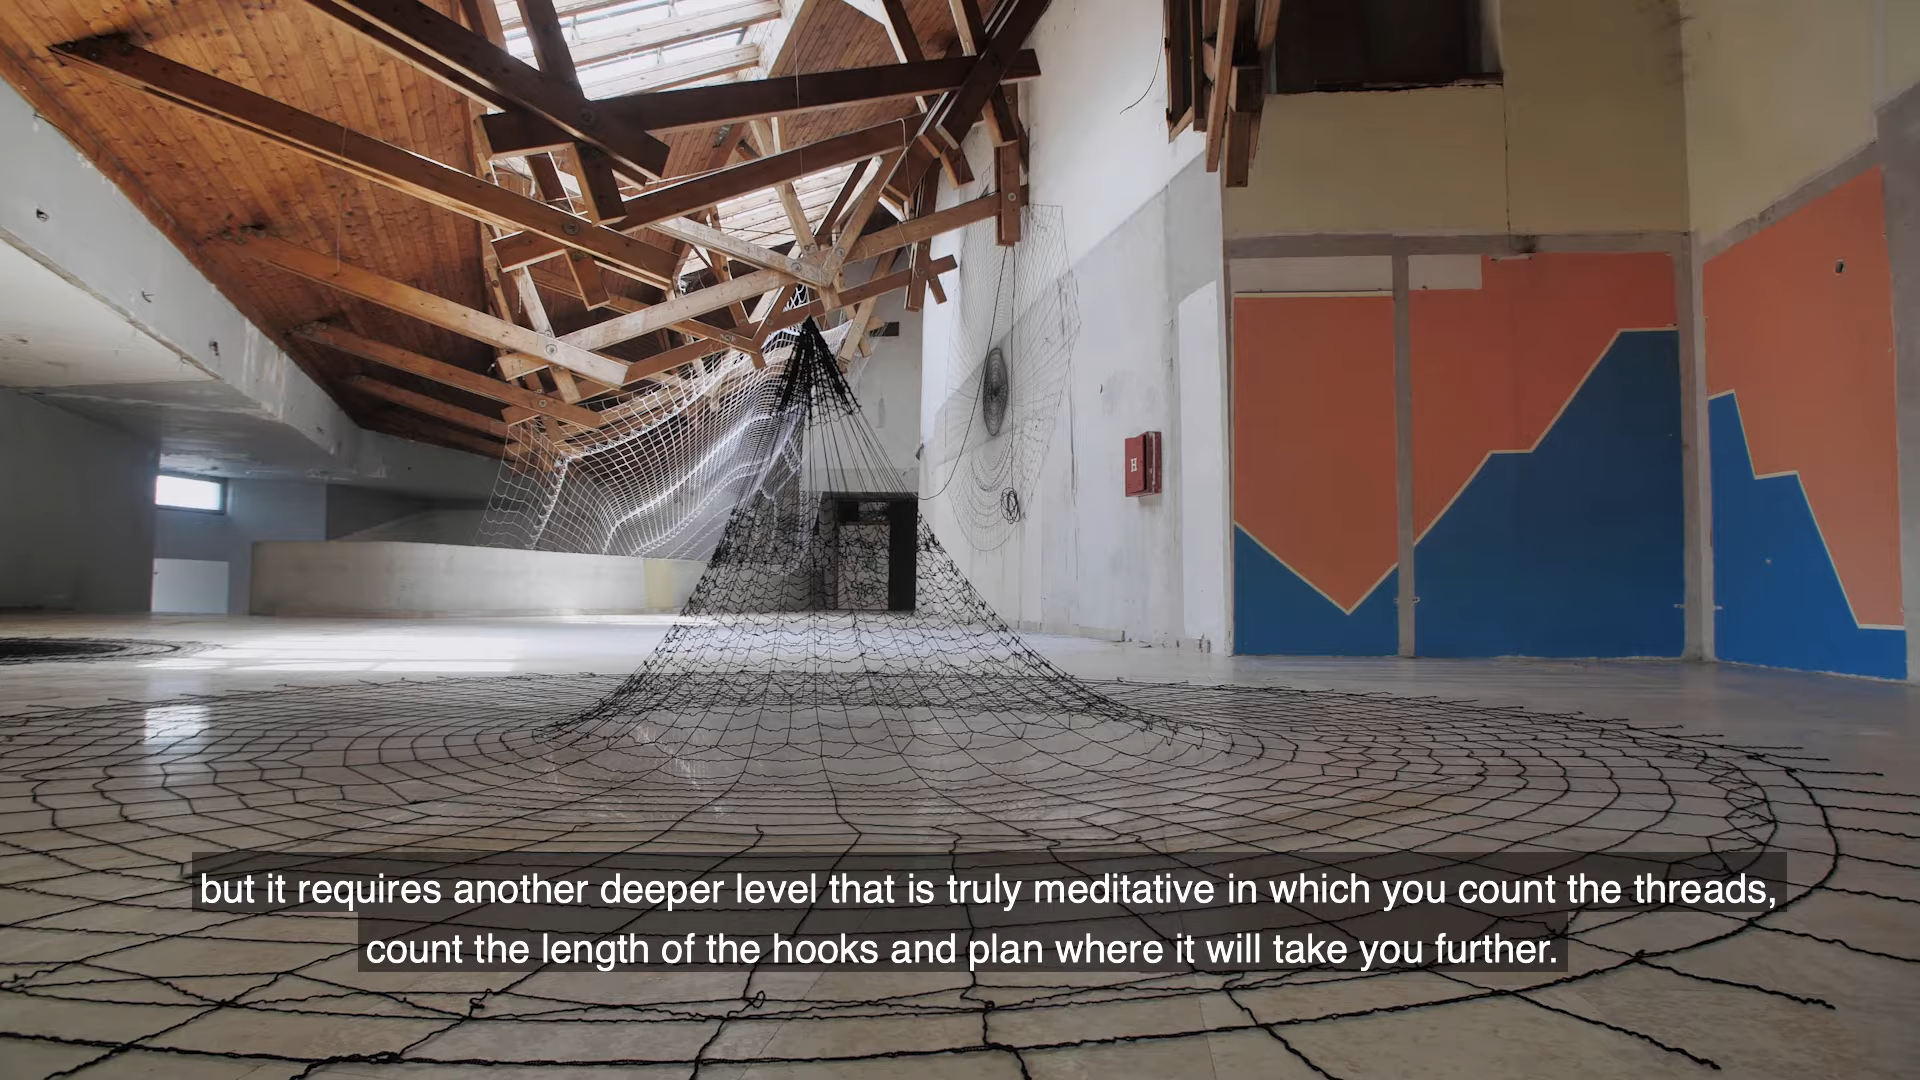 H
but it requires another deeper level that is truly meditative in which you count the threads,
count the length of the hooks and plan where it will take you further.